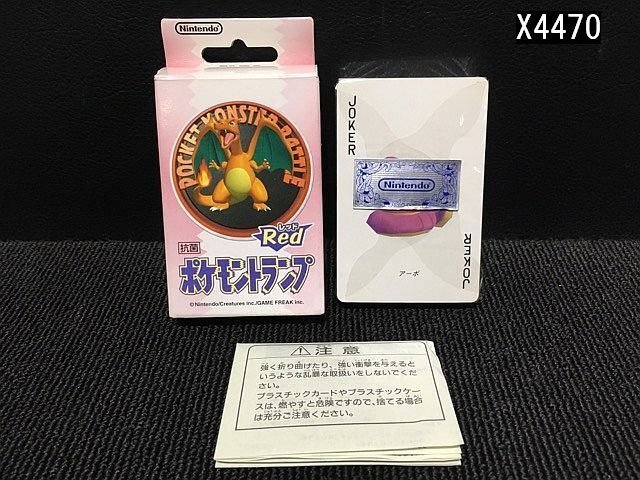 X4470
Nintendo
POCKET MONSTER BATTLE
レッド
Red
抗菌
ポケモントランプ
©Nintendo/Creatures inc./GAME FREAK inc.
JOKER
Nintendo
アーボ
JOKER
⚠注意
強く折り曲げたり、強い衝撃を与えると
いうような乱暴な取扱いをしないでくだ
さい。
プラスチックカードやプラスチックケー
スは、燃やすと危険ですので、捨てる場合
は充分ご注意ください。